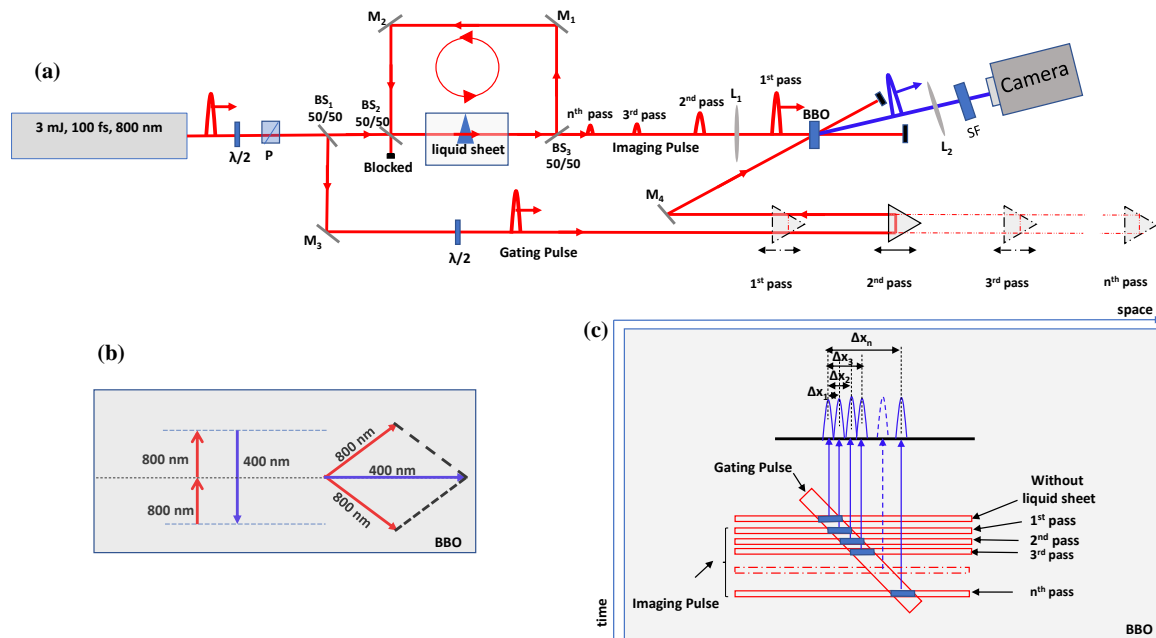 (a)
3 mJ, 100 fs, 800 nm
λ/2
P
BS1
50/50
BS2
50/50
M2
M1
liquid sheet
Blocked
BS3
50/50
nth pass
3rd pass
2nd pass
L1
1st pass
Imaging Pulse
BBO
L2
SF
Camera
M3
λ/2
Gating Pulse
M4
1st pass
2nd pass
3rd pass
nth pass
(b)
800 nm
800 nm
400 nm
800 nm
400 nm
800 nm
BBO
space
(c)
Δxn
Δx3
Δx2
Δx1
Gating Pulse
Without
liquid sheet
1st pass
2nd pass
3rd pass
Imaging Pulse
nth pass
time
BBO